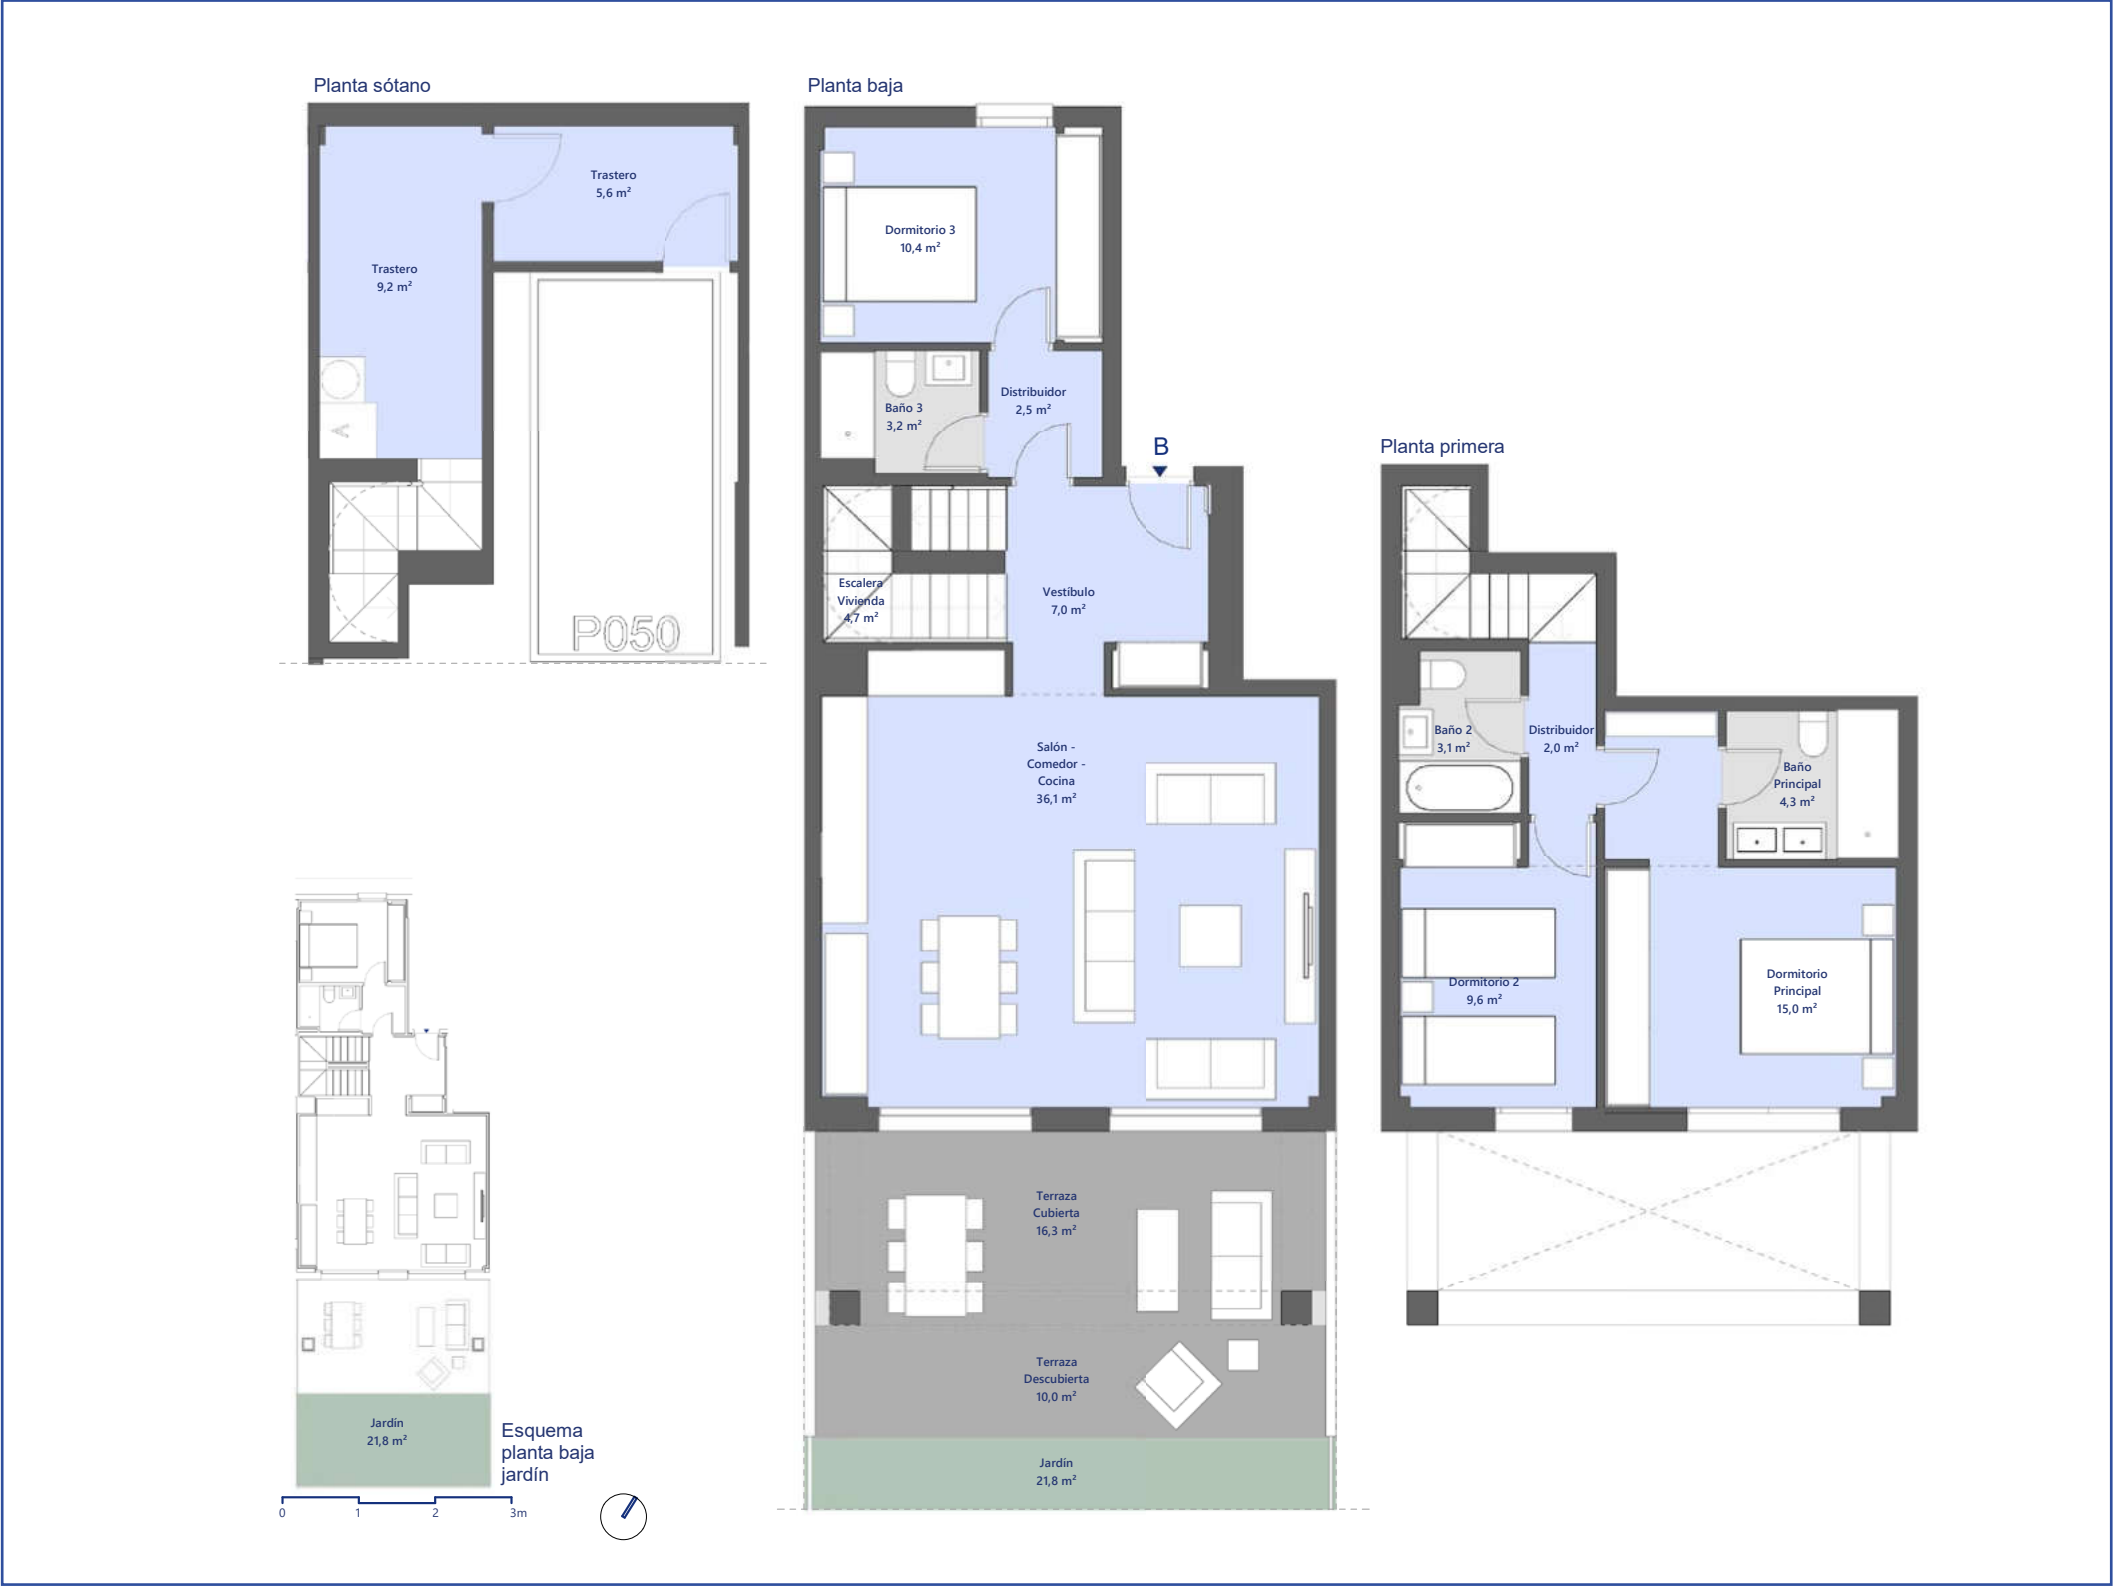 Planta sótano
Trastero
5,6 m²
Trastero
9,2 m²
A
P050
Planta baja
Dormitorio 3
10,4 m²
Baño 3
3,2 m²
Distribuidor
2,5 m²
B
Escalera
Vivienda
4,7 m²
Vestíbulo
7,0 m²
Salón -
Comedor -
Cocina
36,1 m²
Terraza
Cubierta
16,3 m²
Terraza
Descubierta
10,0 m²
Jardín
21,8 m²
Planta primera
Baño 2
3,1 m²
Distribuidor
2,0 m²
Baño
Principal
4,3 m²
Dormitorio 2
9,6 m²
Dormitorio
Principal
15,0 m²
Jardín
21,8 m²
Esquema
planta baja
jardín
0 1 2 3m